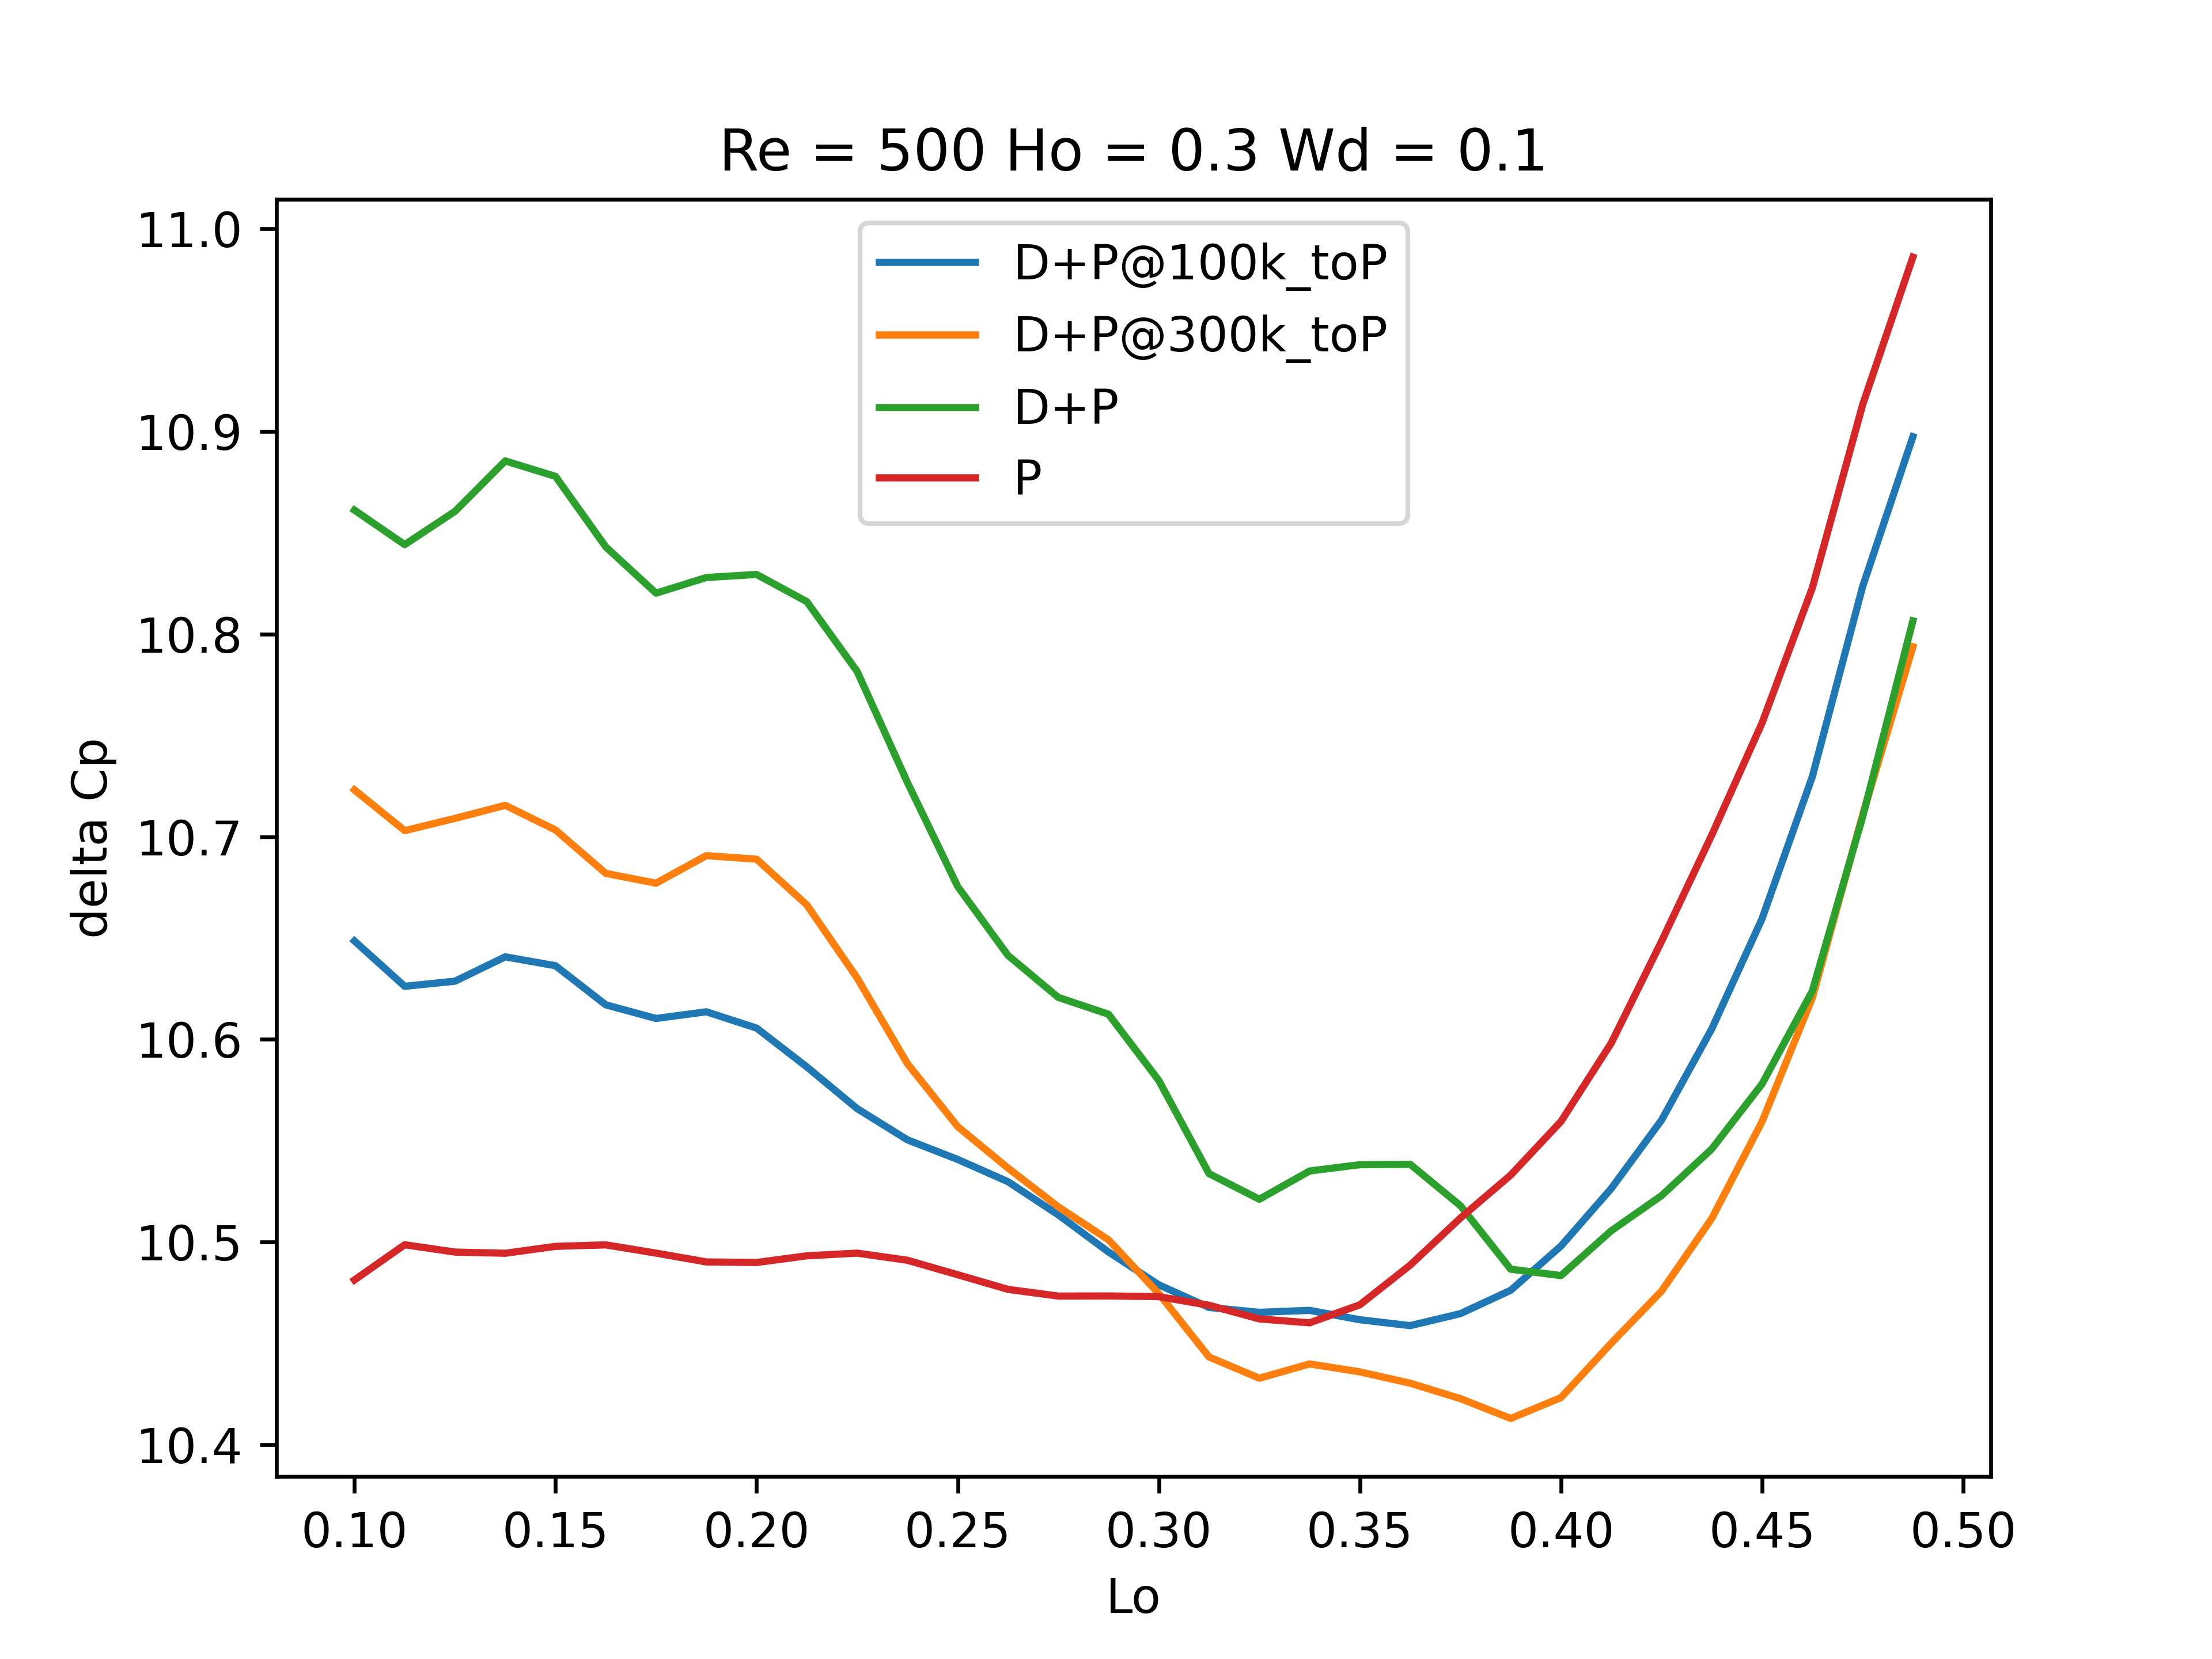 Re = 500 Ho = 0.3 Wd = 0.1
11.0
10.9
10.8
10.7
10.6
10.5
10.4
delta Cp
D+P@100k_toP
D+P@300k_toP
D+P
P
0.10 0.15 0.20 0.25 0.30 0.35 0.40 0.45 0.50
Lo